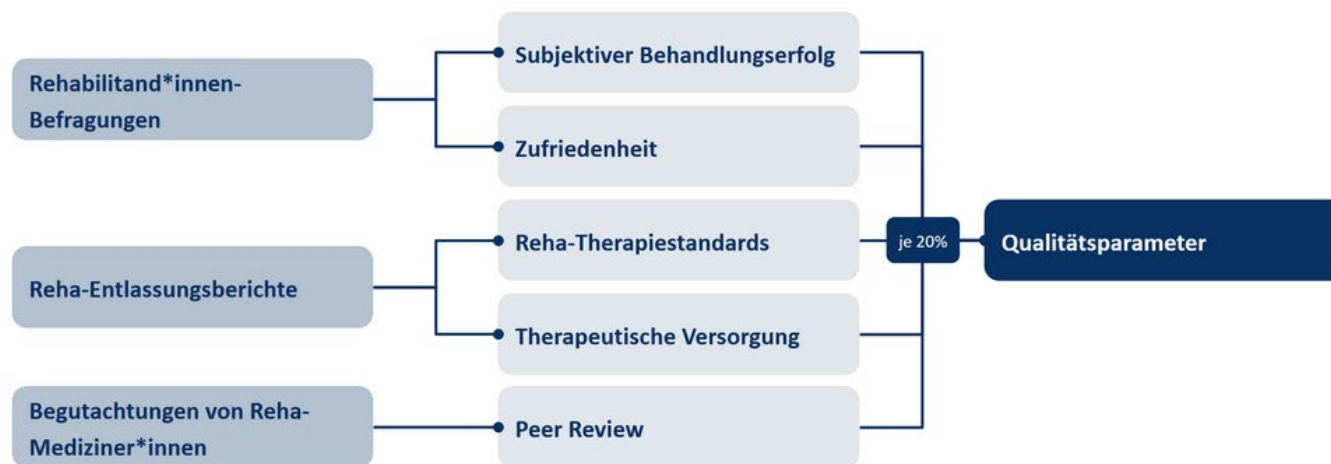 Rehabilitand*innen-
Befragungen
Subjektiver Behandlungserfolg
Zufriedenheit
Reha-Entlassungsberichte
Reha-Therapiestandards
Therapeutische Versorgung
Begutachtungen von Reha-
Mediziner*innen
Peer Review
je 20%
Qualitätsparameter